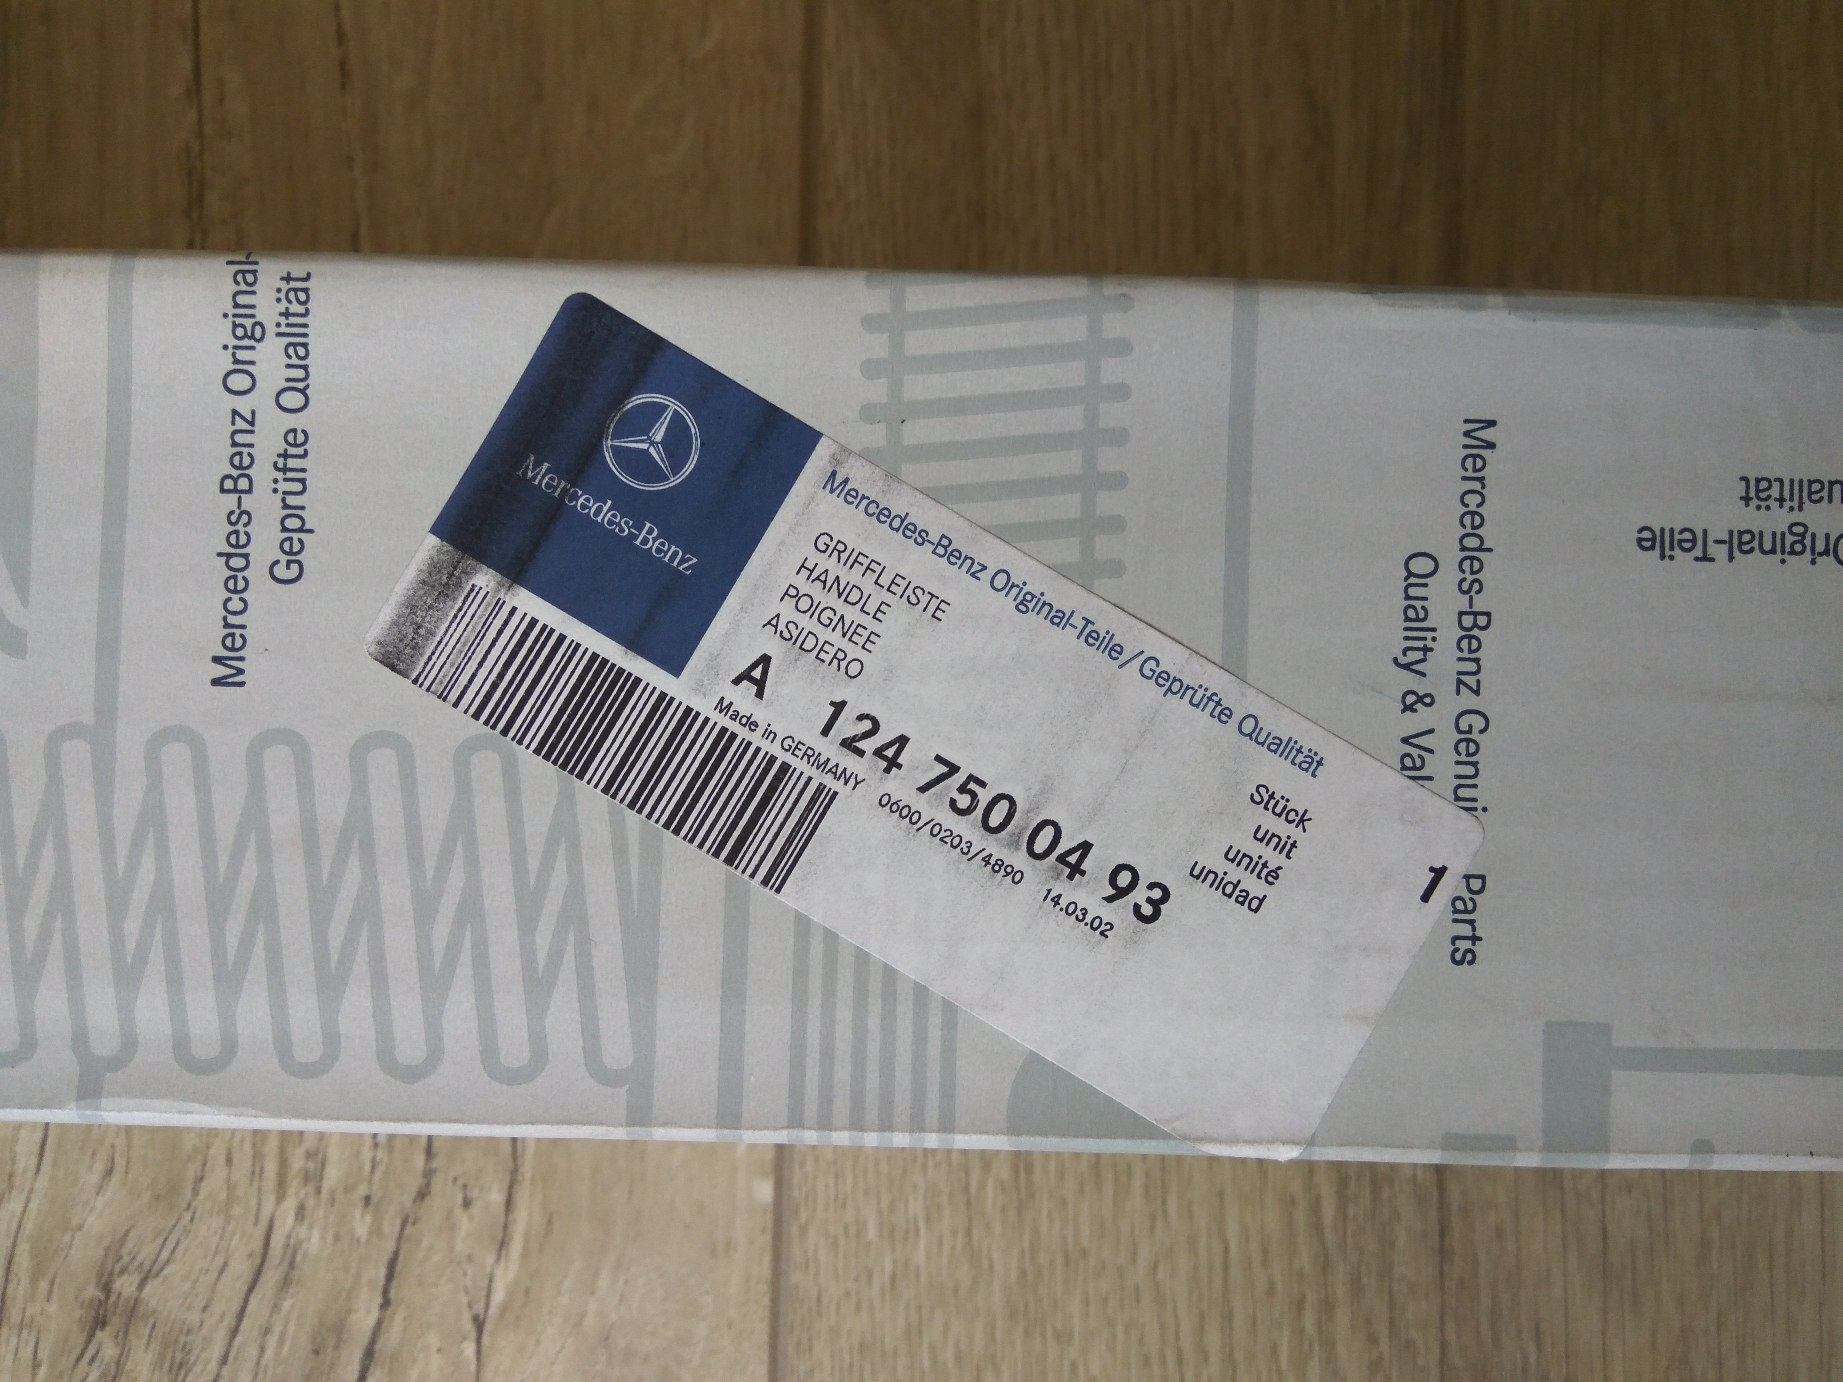 Mercedes-Benz Original-
Geprüfte Qualität
Mercedes-Benz
Mercedes-Benz Original-Teile / Geprüfte Qualität
GRIFFLEISTE
HANDLE
POIGNEE
ASIDERO
A 124 750 04 93
Made in GERMANY 0600/0203/4890 14.03.02
Stück
unit
unité
unidad
1
Mercedes-Benz Genui Parts
Quality & Val
Original-Teile
ualität